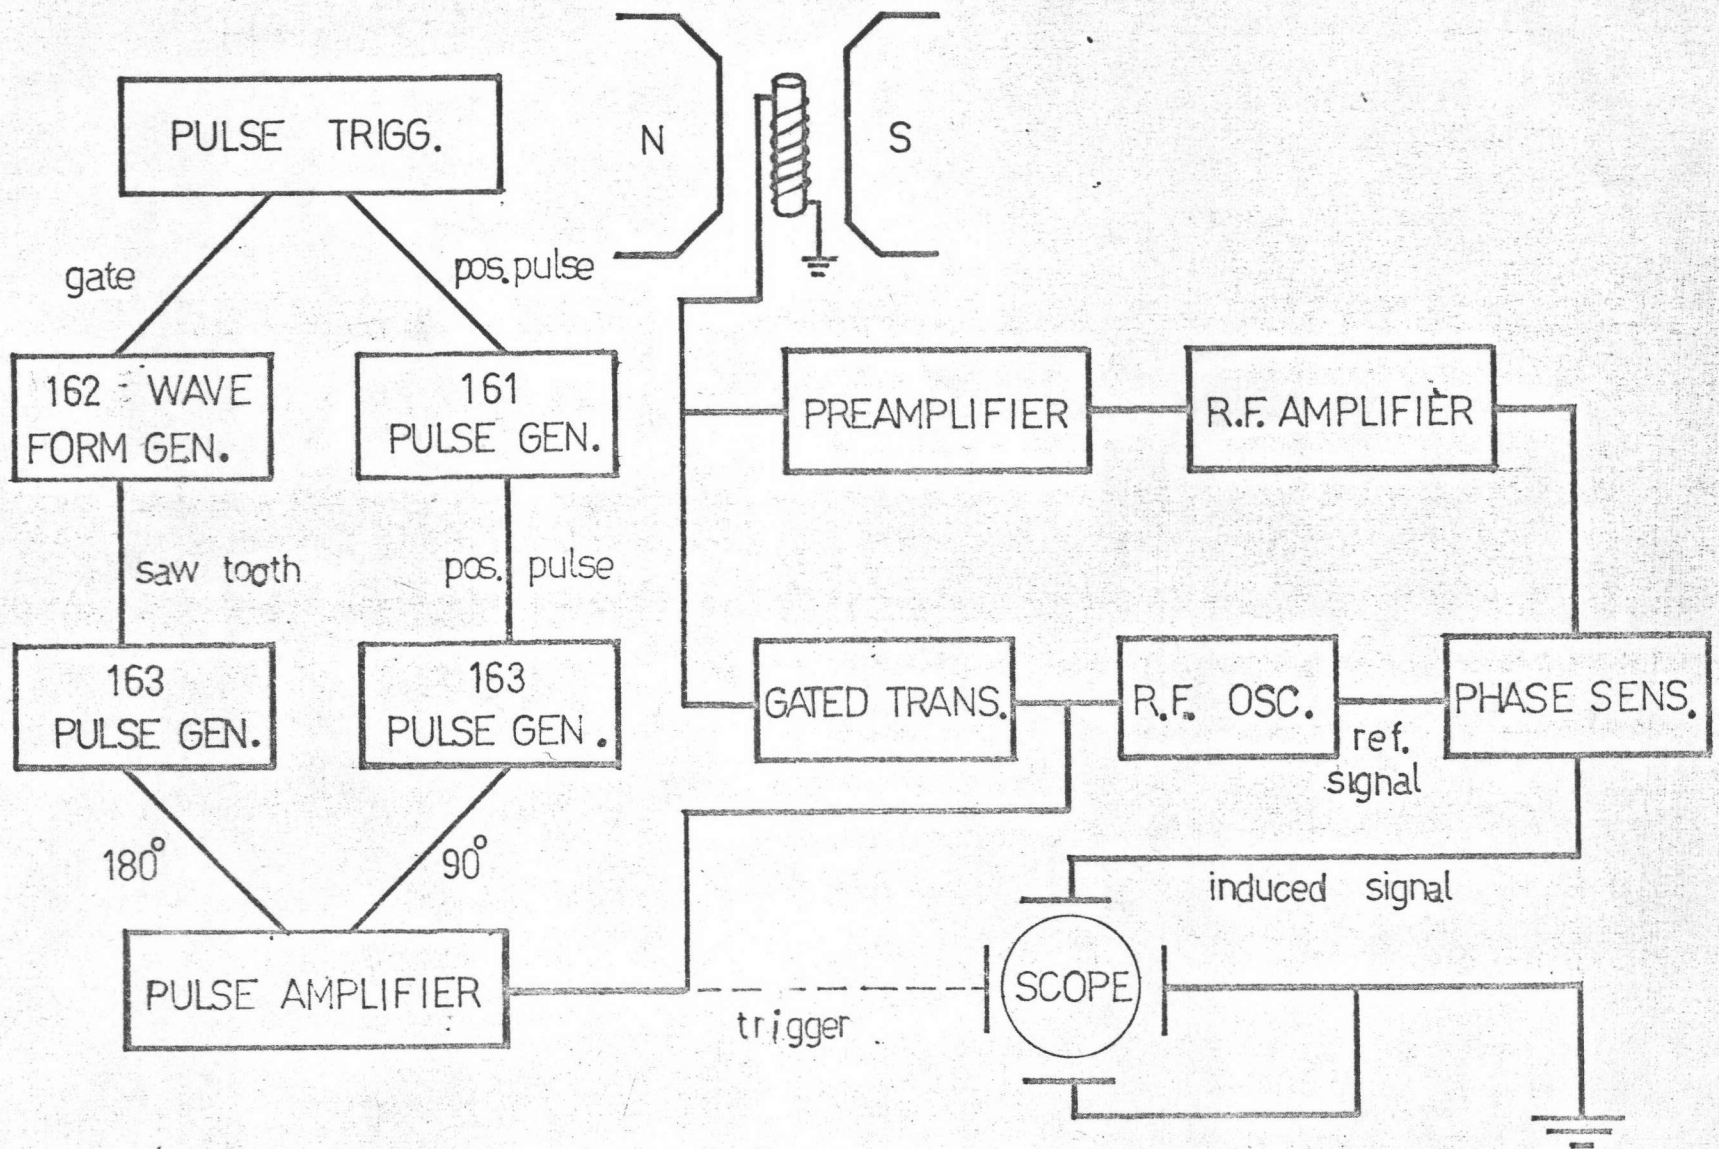 PULSE TRIGG.
N
S
gate
pos. pulse
162 - WAVE
FORM GEN.
161
PULSE GEN.
PREAMPLIFIER
R.F. AMPLIFIER
saw tooth
pos. pulse
163
PULSE GEN.
163
PULSE GEN.
GATED TRANS.
R.F. OSC.
ref.
signal
PHASE SENS.
180°
90°
induced signal
PULSE AMPLIFIER
trigger
SCOPE